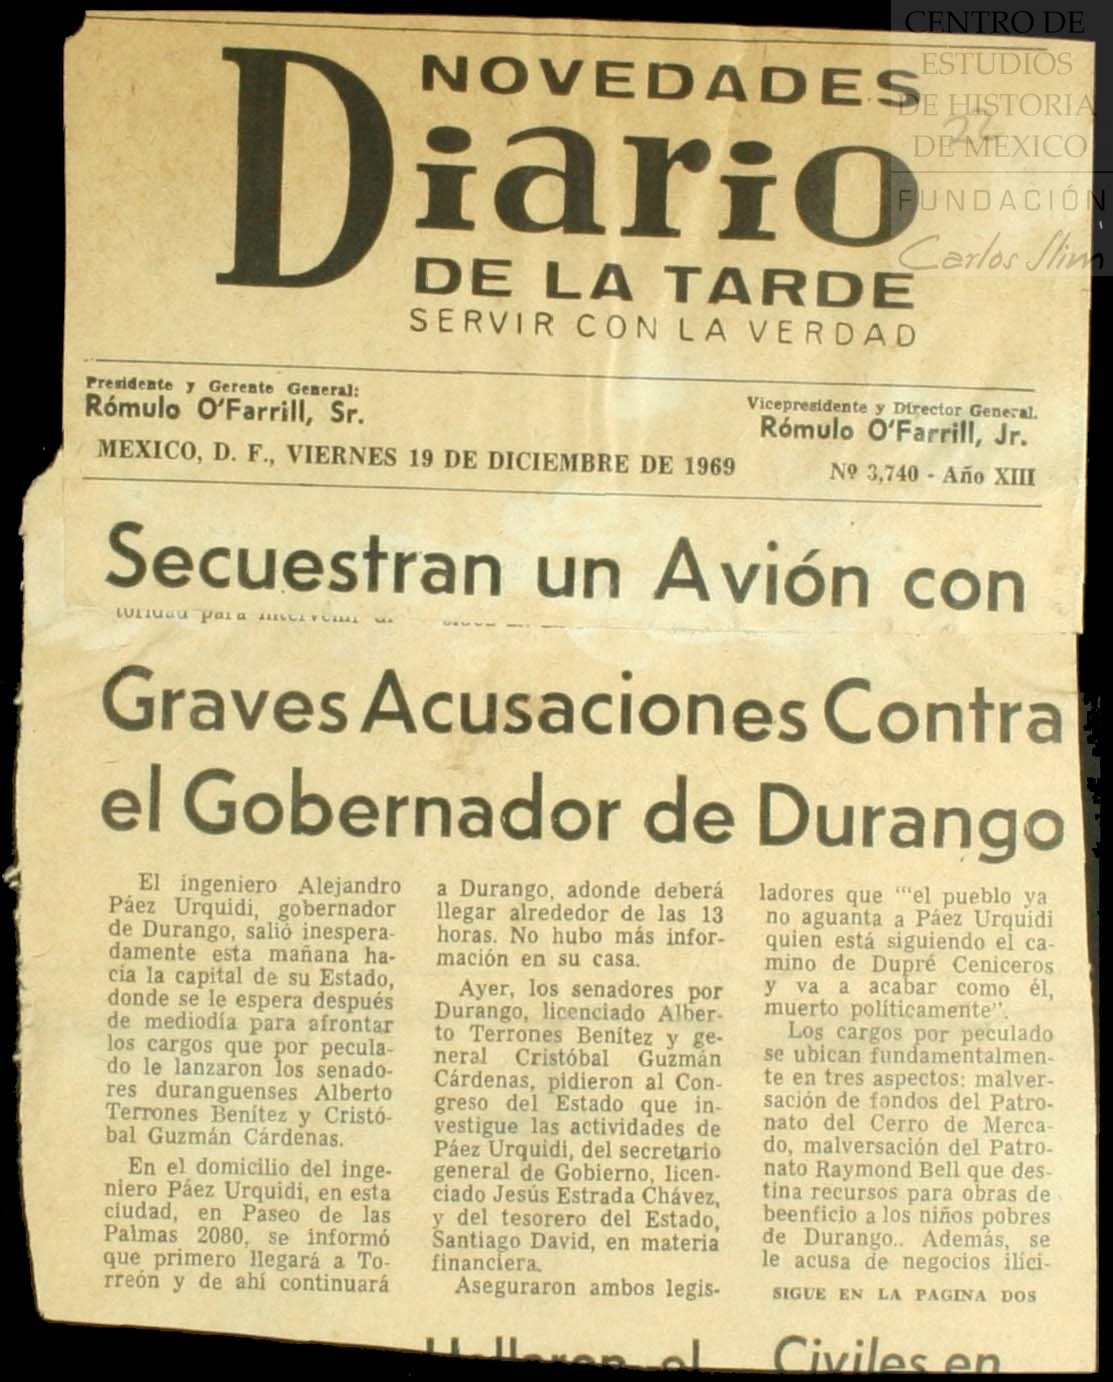 CENTRO DE
ESTUDIOS
DE HISTORIA
DE MEXICO
FUNDACIÓN
Carlos Slim
22
NOVEDADES
Diario
DE LA TARDE
SERVIR CON LA VERDAD
Presidente y Gerente General:
Rómulo O'Farrill, Sr.
Vicepresidente y Director General.
Rómulo O'Farrill, Jr.
MEXICO, D. F., VIERNES 19 DE DICIEMBRE DE 1969
Nº 3,740 - Año XIII
Secuestran un Avión con
toridad para intervenir
Graves Acusaciones Contra
el Gobernador de Durango
El ingeniero Alejandro
Páez Urquidi, gobernador
de Durango, salió inespera-
damente esta mañana ha-
cia la capital de su Estado,
donde se le espera después
de mediodía para afrontar
los cargos que por pecula-
do le lanzaron los senado-
res duranguenses Alberto
Terrones Benítez y Cristó-
bal Guzmán Cárdenas.
En el domicilio del inge-
niero Páez Urquidi, en esta
ciudad, en Paseo de las
Palmas 2080, se informó
que primero llegará a To-
rreón y de ahí continuará
a Durango, adonde deberá
llegar alrededor de las 13
horas. No hubo más infor-
mación en su casa.
Ayer, los senadores por
Durango, licenciado Alber-
to Terrones Benítez y ge-
neral Cristóbal Guzmán
Cárdenas, pidieron al Con-
greso del Estado que in-
vestigue las actividades de
Páez Urquidi, del secretario
general de Gobierno, licen-
ciado Jesús Estrada Chávez,
y del tesorero del Estado,
Santiago David, en materia
financiera.
Aseguraron ambos legis-
ladores que "'el pueblo ya
no aguanta a Páez Urquidi
quien está siguiendo el ca-
mino de Dupré Ceniceros
y va a acabar como él,
muerto políticamente".
Los cargos por peculado
se ubican fundamentalmen-
te en tres aspectos: malver-
sación de fondos del Patro-
nato del Cerro de Merca-
do, malversación del Patro-
nato Raymond Bell que des-
tina recursos para obras de
beenficio a los niños pobres
de Durango.. Además, se
le acusa de negocios ilíci-
SIGUE EN LA PAGINA DOS
Hallaron el
Civiles en